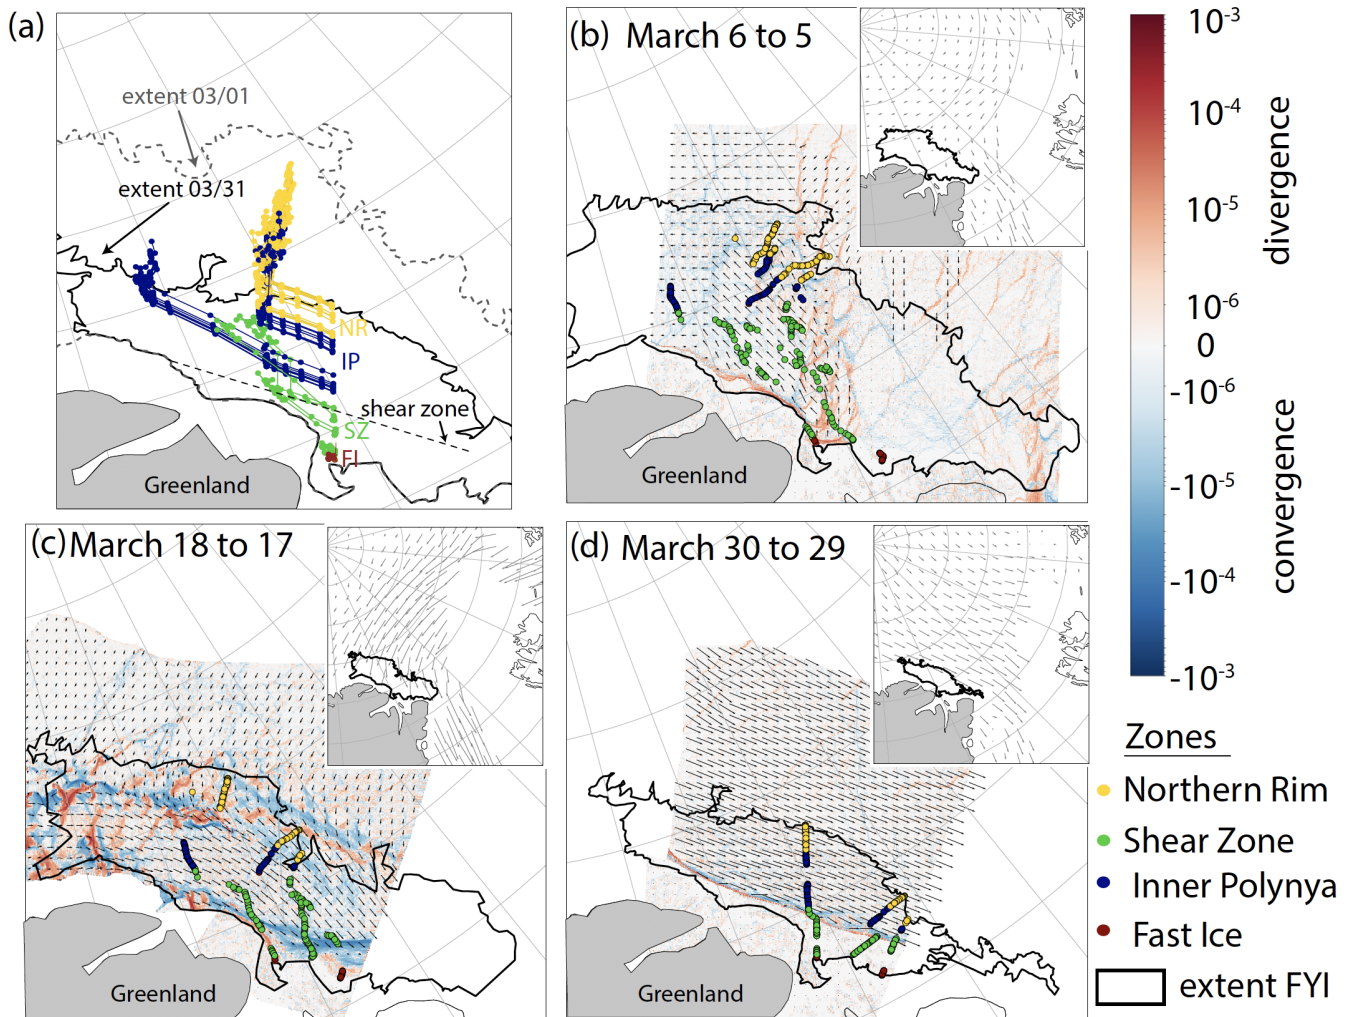 (a)
extent 03/01
extent 03/31
NR
IP
shear zone
SZ
FI
Greenland
(b) March 6 to 5
Greenland
(c) March 18 to 17
Greenland
(d) March 30 to 29
Greenland
10-3
10-4
10-5
10-6
0
-10-6
-10-5
-10-4
-10-3
divergence
convergence
Zones
Northern Rim
Shear Zone
Inner Polynya
Fast Ice
extent FYI